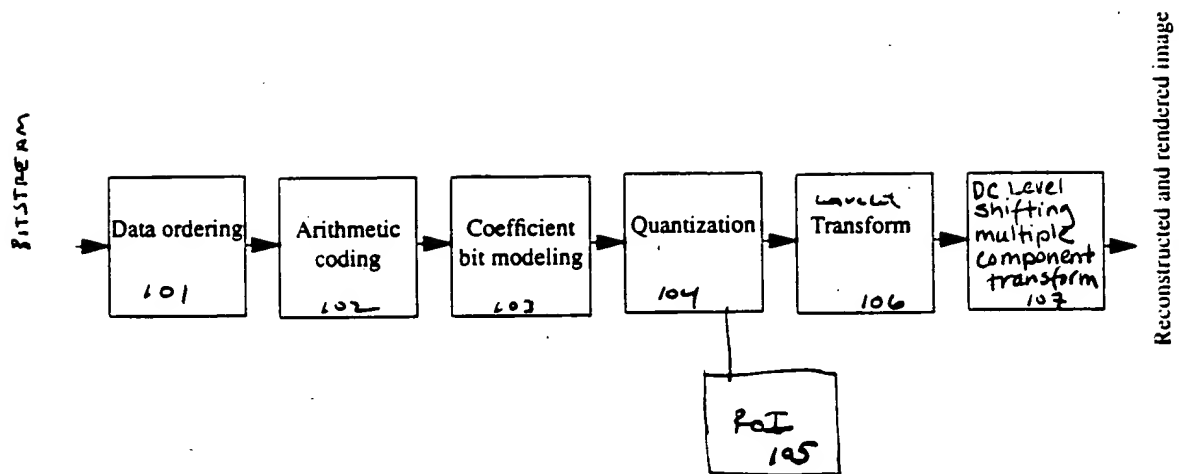 BITSTREAM
Data ordering
101
Arithmetic
coding
102
Coefficient
bit modeling
103
Quantization
104
wavelet
Transform
106
DC Level
shifting
multiple
component
transform
107
RoI
105
Reconstructed and rendered image